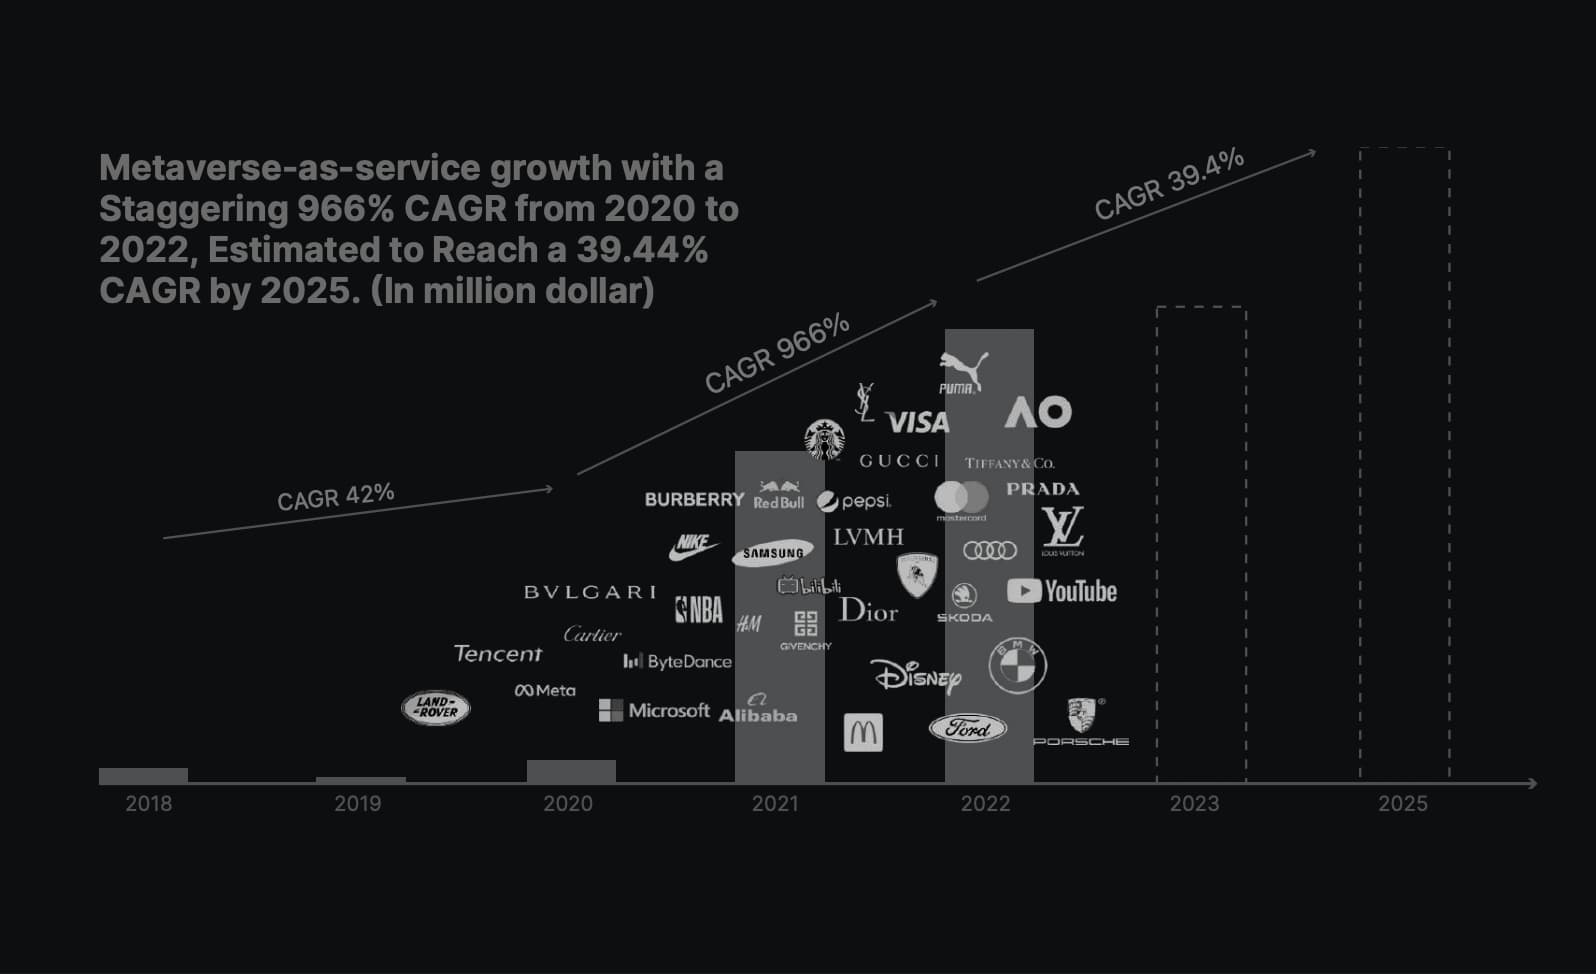 Metaverse-as-service growth with a
Staggering 966% CAGR from 2020 to
2022, Estimated to Reach a 39.44%
CAGR by 2025. (In million dollar)
CAGR 39.4%
CAGR 966%
CAGR 42%
PUMA
YSL
VISA
AO
GUCCI
TIFFANY & CO.
BURBERRY
Red Bull
pepsi
mastercard
PRADA
NIKE
SAMSUNG
LVMH
LV
LOUIS VUITTON
BVLGARI
NBA
bilibili
Dior
SKODA
YouTube
H&M
GIVENCHY
Cartier
Tencent
ByteDance
Disney
BMW
Meta
LAND-
-ROVER
Microsoft
Alibaba
Ford
PORSCHE
2018
2019
2020
2021
2022
2023
2025